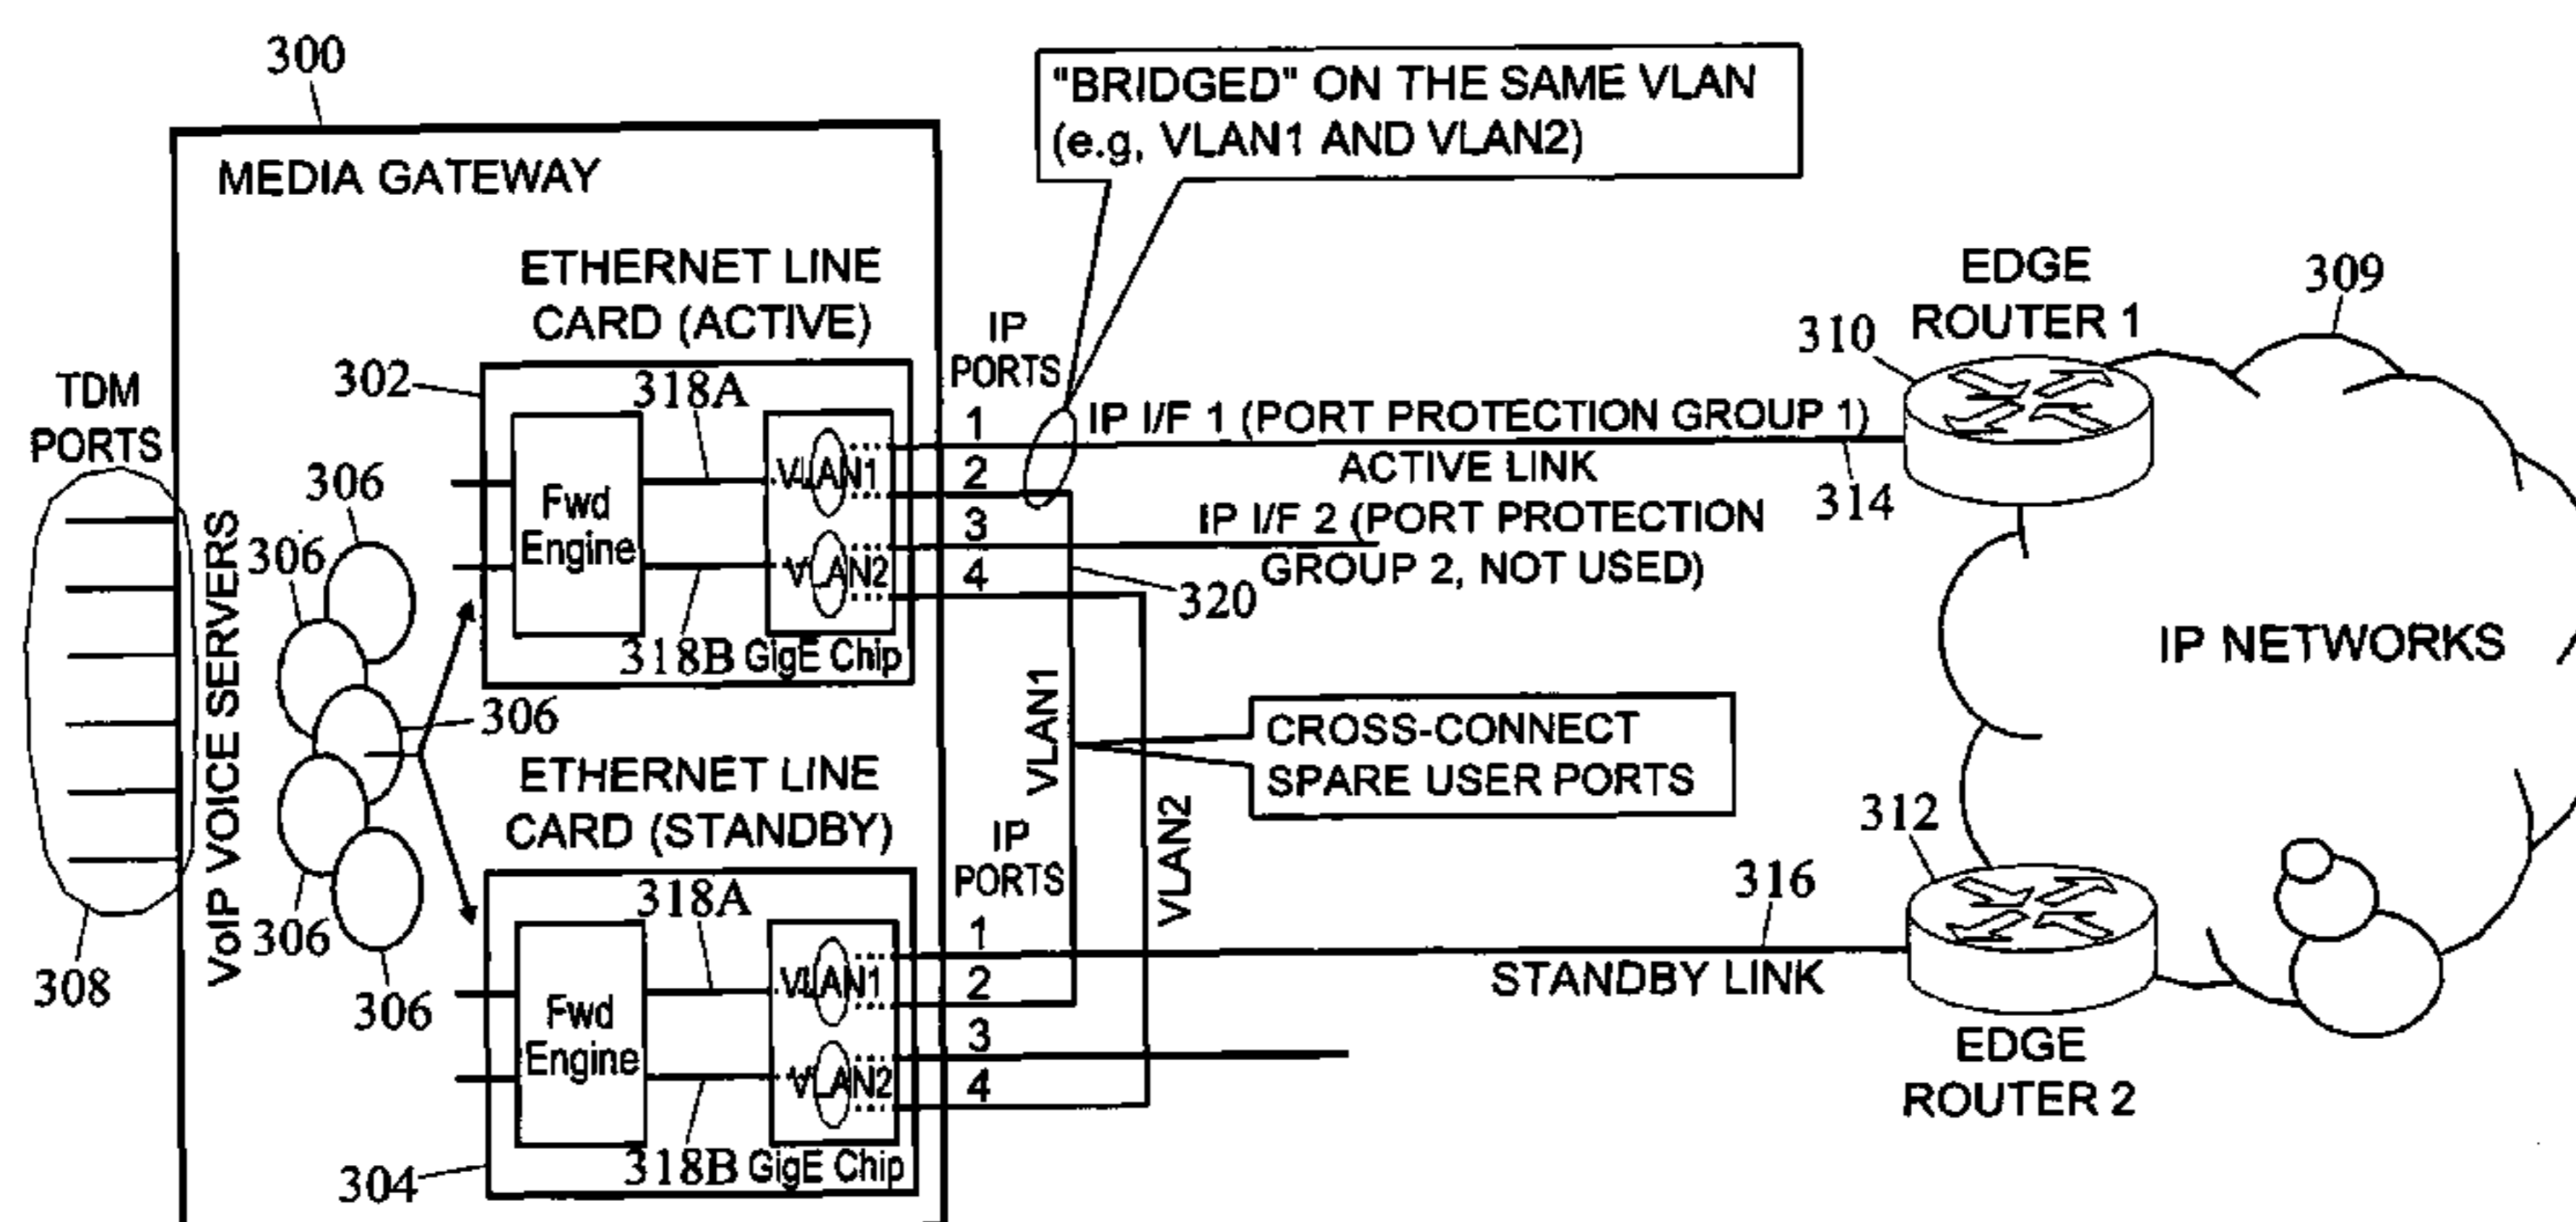 300
"BRIDGED" ON THE SAME VLAN
(e.g, VLAN1 AND VLAN2)
MEDIA GATEWAY
ETHERNET LINE
CARD (ACTIVE)
302
318A
IP
PORTS
TDM
PORTS
Fwd
Engine
VLAN1
VLAN2
318B
GigE Chip
1
2
3
4
IP I/F 1 (PORT PROTECTION GROUP 1)
ACTIVE LINK
314
IP I/F 2 (PORT PROTECTION
GROUP 2, NOT USED)
320
EDGE
ROUTER 1
310
309
IP NETWORKS
VoIP VOICE SERVERS
306
306
306
306
306
308
VLAN1
VLAN2
CROSS-CONNECT
SPARE USER PORTS
ETHERNET LINE
CARD (STANDBY)
304
318A
IP
PORTS
Fwd
Engine
VLAN1
VLAN2
318B
GigE Chip
1
2
3
4
316
STANDBY LINK
312
EDGE
ROUTER 2